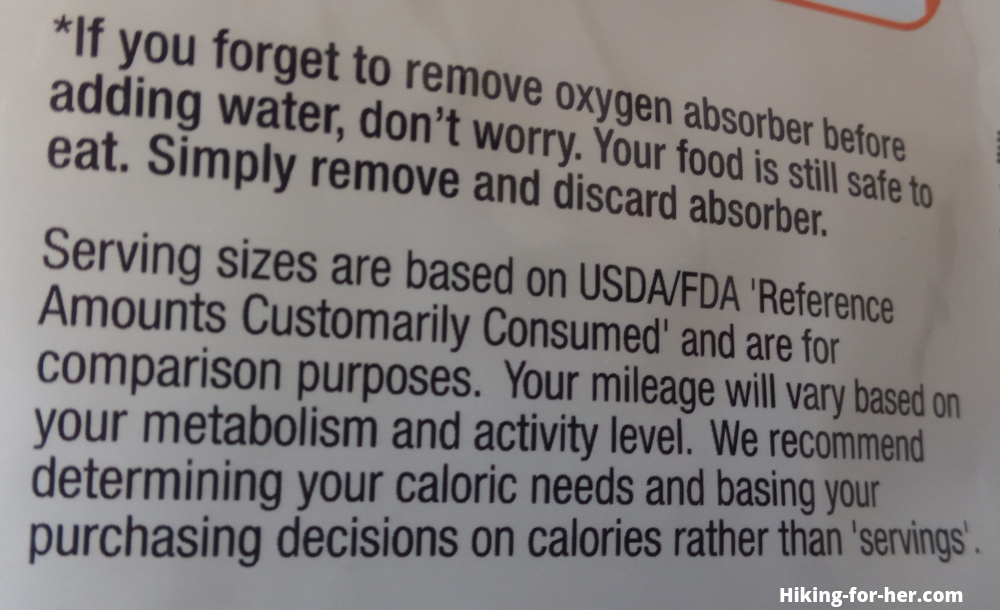 *If you forget to remove oxygen absorber before
adding water, don't worry. Your food is still safe to
eat. Simply remove and discard absorber.
Serving sizes are based on USDA/FDA 'Reference
Amounts Customarily Consumed' and are for
comparison purposes. Your mileage will vary based on
your metabolism and activity level. We recommend
determining your caloric needs and basing your
purchasing decisions on calories rather than 'servings'.
Hiking-for-her.com